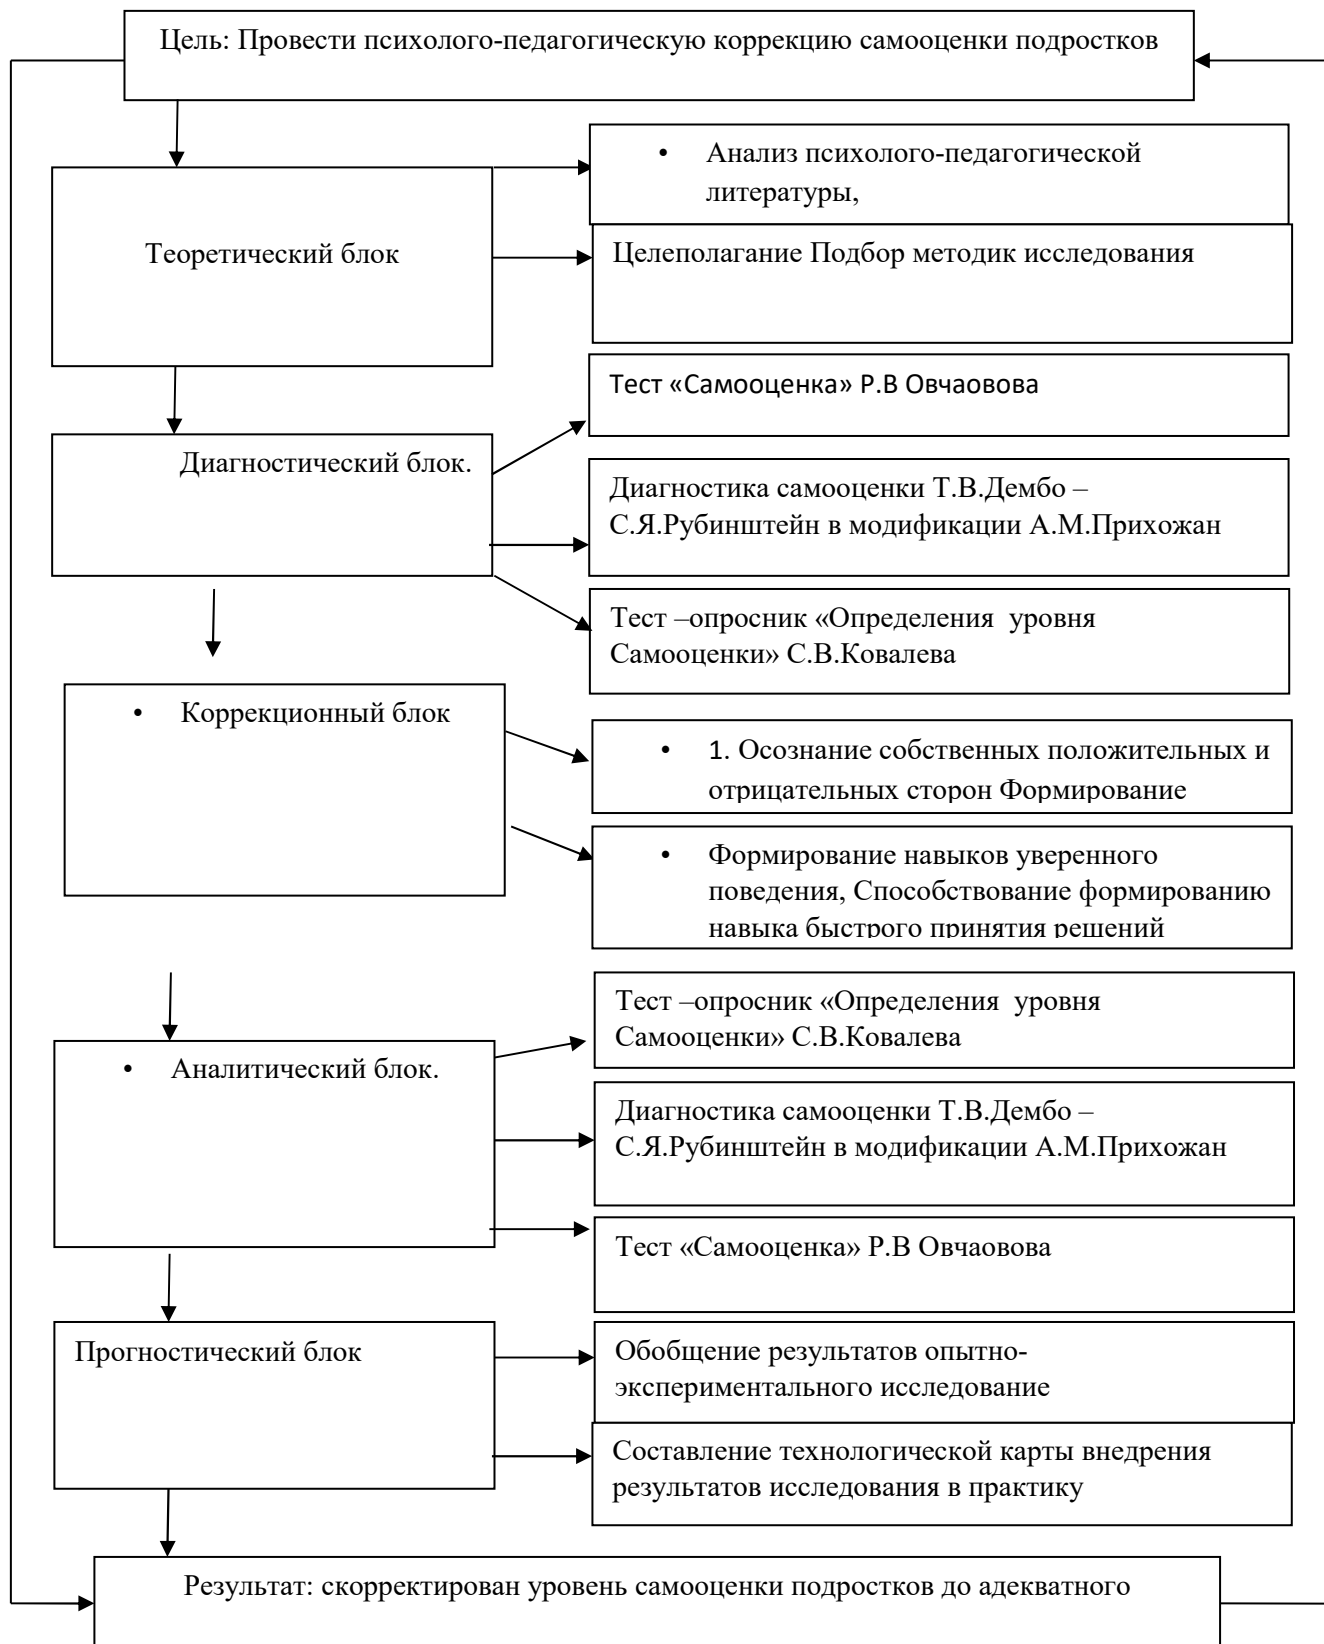 Цель: Провести психолого-педагогическую коррекцию самооценки подростков
• Анализ психолого-педагогической
литературы,
Теоретический блок
Целеполагание Подбор методик исследования
Тест «Самооценка» Р.В Овчаовова
Диагностический блок.
Диагностика самооценки Т.В.Дембо –
С.Я.Рубинштейн в модификации А.М.Прихожан
Тест –опросник «Определения уровня
Самооценки» С.В.Ковалева
• Коррекционный блок
• 1. Осознание собственных положительных и
отрицательных сторон Формирование
• Формирование навыков уверенного
поведения, Способствование формированию
навыка быстрого принятия решений
Тест –опросник «Определения уровня
Самооценки» С.В.Ковалева
• Аналитический блок.
Диагностика самооценки Т.В.Дембо –
С.Я.Рубинштейн в модификации А.М.Прихожан
Тест «Самооценка» Р.В Овчаовова
Прогностический блок
Обобщение результатов опытно-
экспериментального исследование
Составление технологической карты внедрения
результатов исследования в практику
Результат: скорректирован уровень самооценки подростков до адекватного